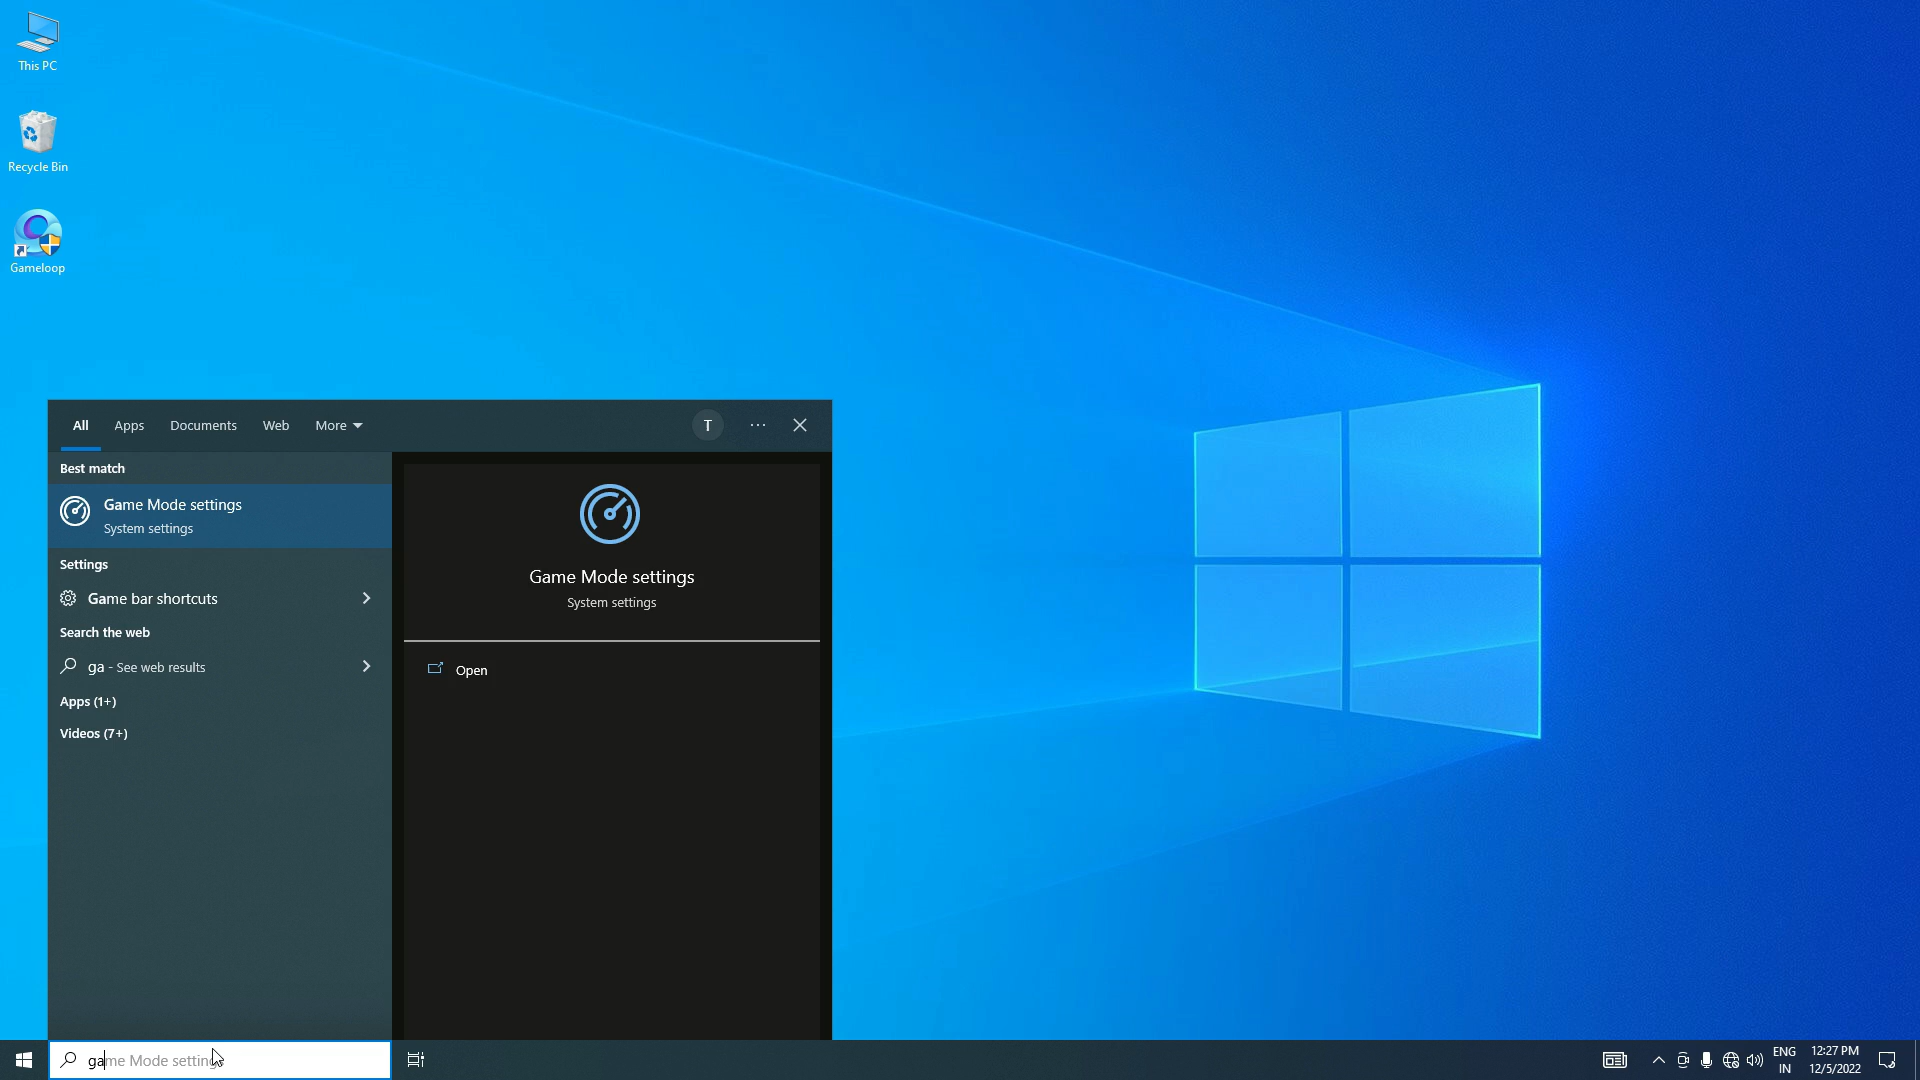 This PC
Recycle Bin
Gameloop
All
Apps
Documents
Web
More
T
Best match
Game Mode settings
System settings
Settings
Game bar shortcuts
Search the web
ga - See web results
Apps (1+)
Videos (7+)
Game Mode settings
System settings
Open
game Mode settings
ENG
IN
12:27 PM
12/5/2022